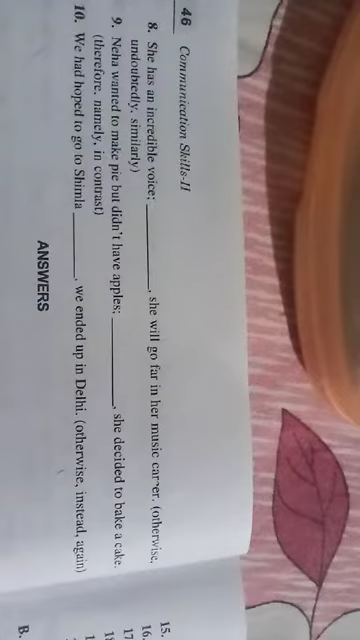 46 Communication Skills-II
8. She has an incredible voice; ________, she will go far in her music career. (otherwise,
undoubtedly, similarly)
9. Neha wanted to make pie but didn't have apples; ________, she decided to bake a cake.
(therefore, namely, in contrast)
10. We had hoped to go to Shimla ________, we ended up in Delhi. (otherwise, instead, again)
ANSWERS
15.
16.
17
18
1
B.